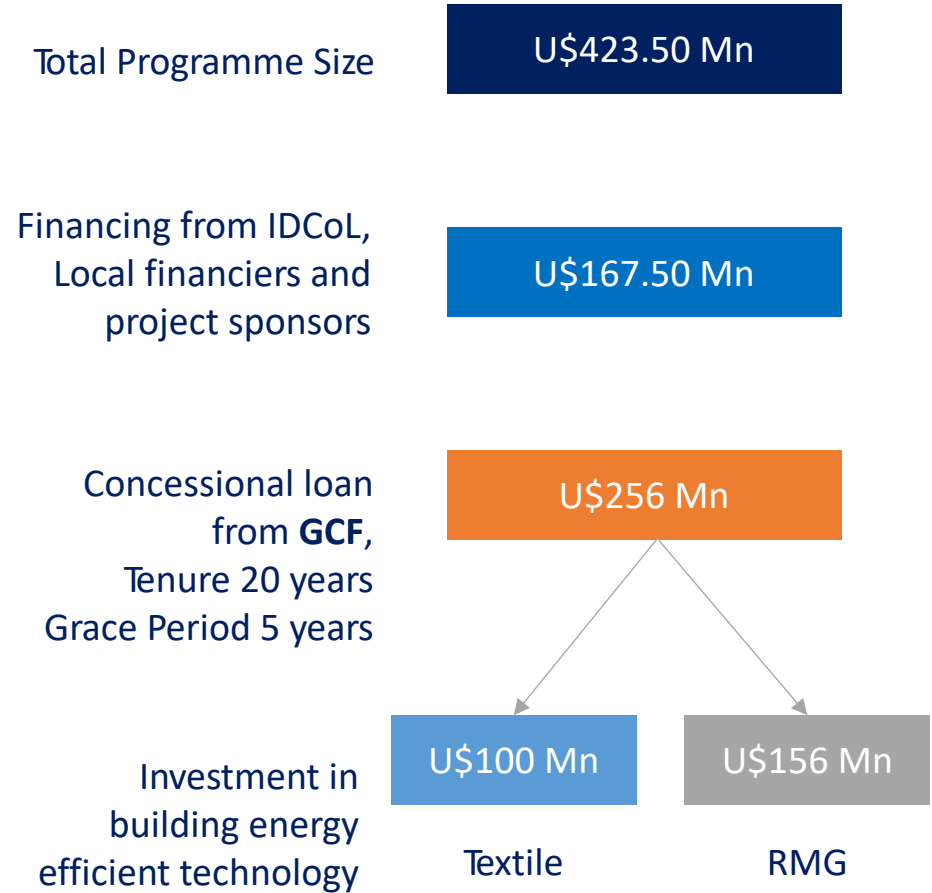 Total Programme Size
U$423.50 Mn
Financing from IDCoL,
Local financiers and
project sponsors
U$167.50 Mn
Concessional loan
from GCF,
Tenure 20 years
Grace Period 5 years
U$256 Mn
Investment in
building energy
efficient technology
U$100 Mn
U$156 Mn
Textile
RMG